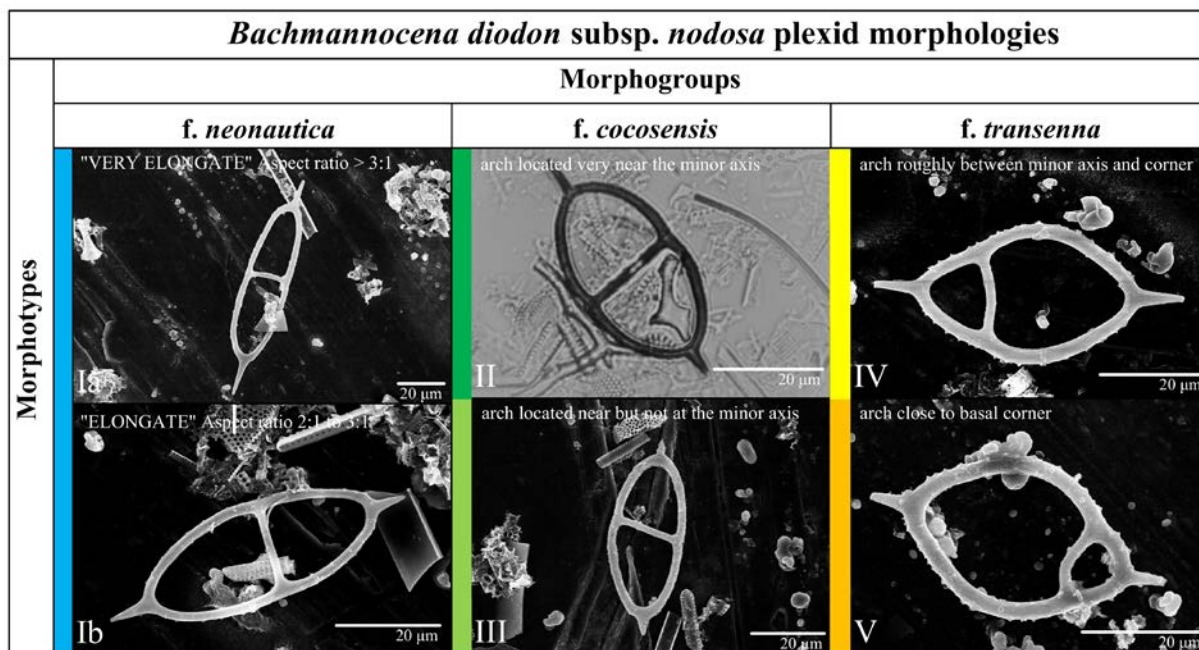 Bachmannocena diodon subsp. nodosa plexid morphologies
Morphogroups
Morphotypes
f. neonautica
f. cocosensis
f. transenna
"VERY ELONGATE" Aspect ratio > 3:1
Ia
20 μm
arch located very near the minor axis
II
20 μm
arch roughly between minor axis and corner
IV
20 μm
"ELONGATE" Aspect ratio 2:1 to 3:1
Ib
20 μm
arch located near but not at the minor axis
III
20 μm
arch close to basal corner
V
20 μm